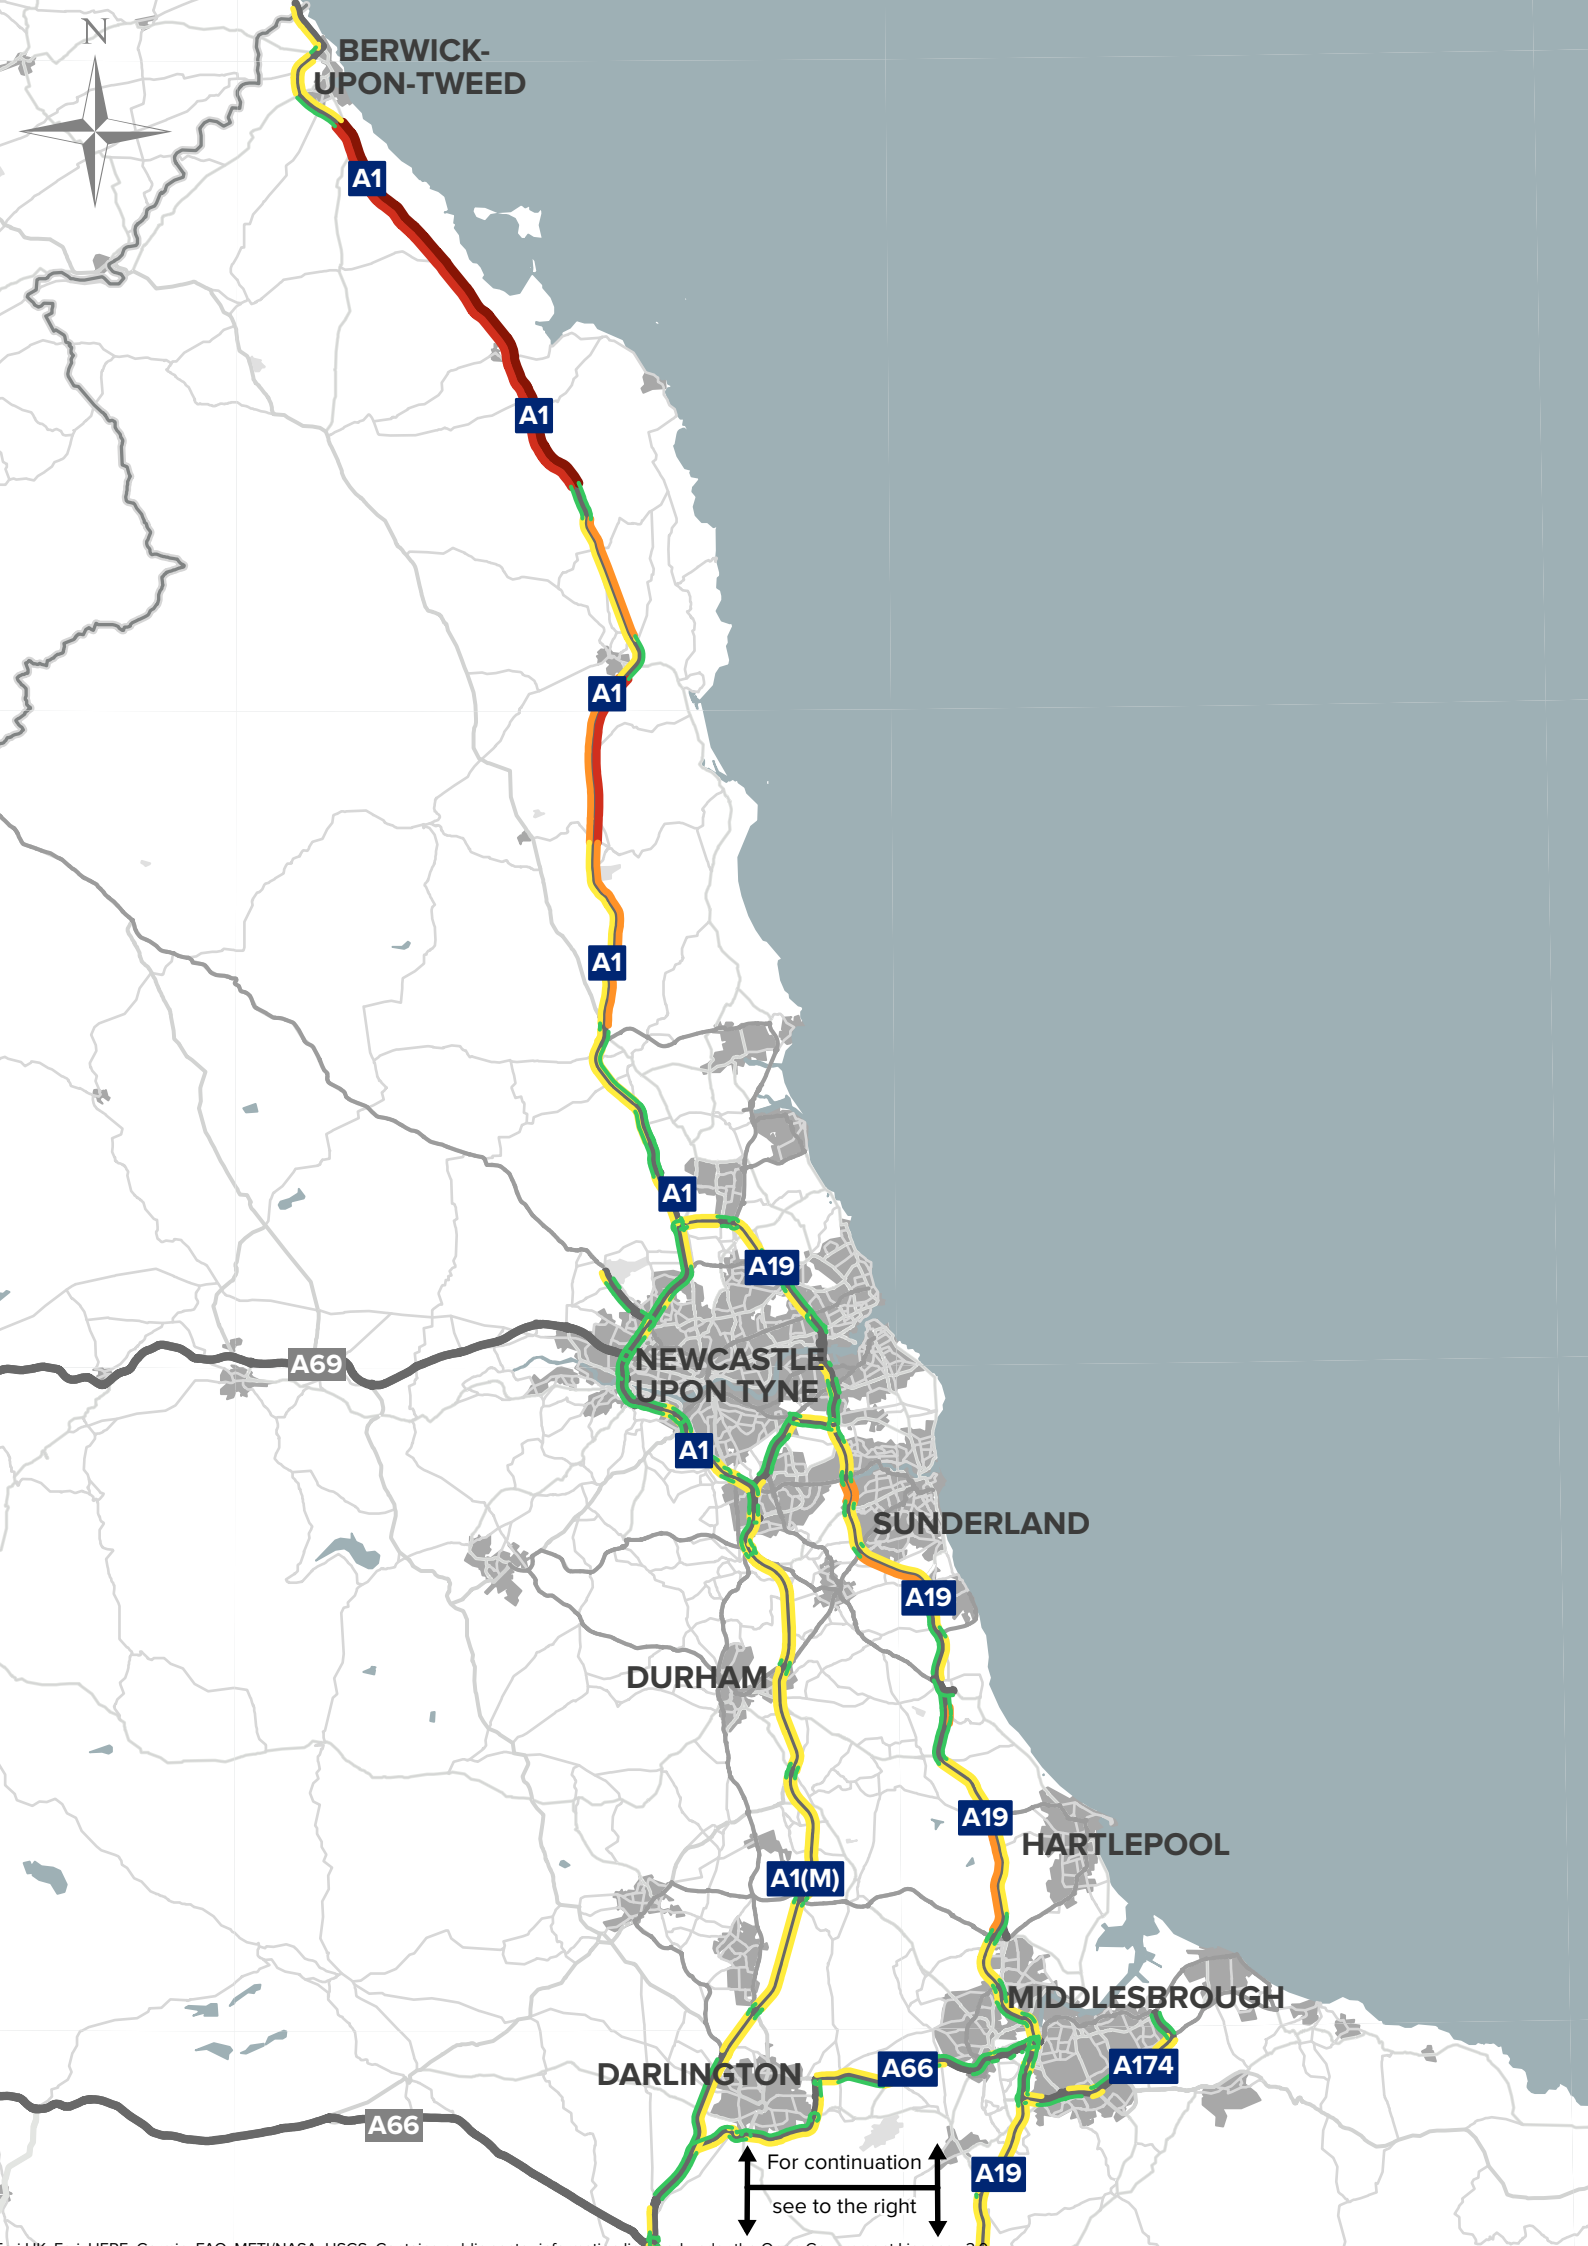 N
BERWICK-
UPON-TWEED
A1
A1
A1
A1
A1
A19
A69
NEWCASTLE
UPON TYNE
A1
SUNDERLAND
A19
DURHAM
A19
HARTLEPOOL
A1(M)
MIDDLESBROUGH
DARLINGTON
A66
A174
A66
For continuation
see to the right
A19